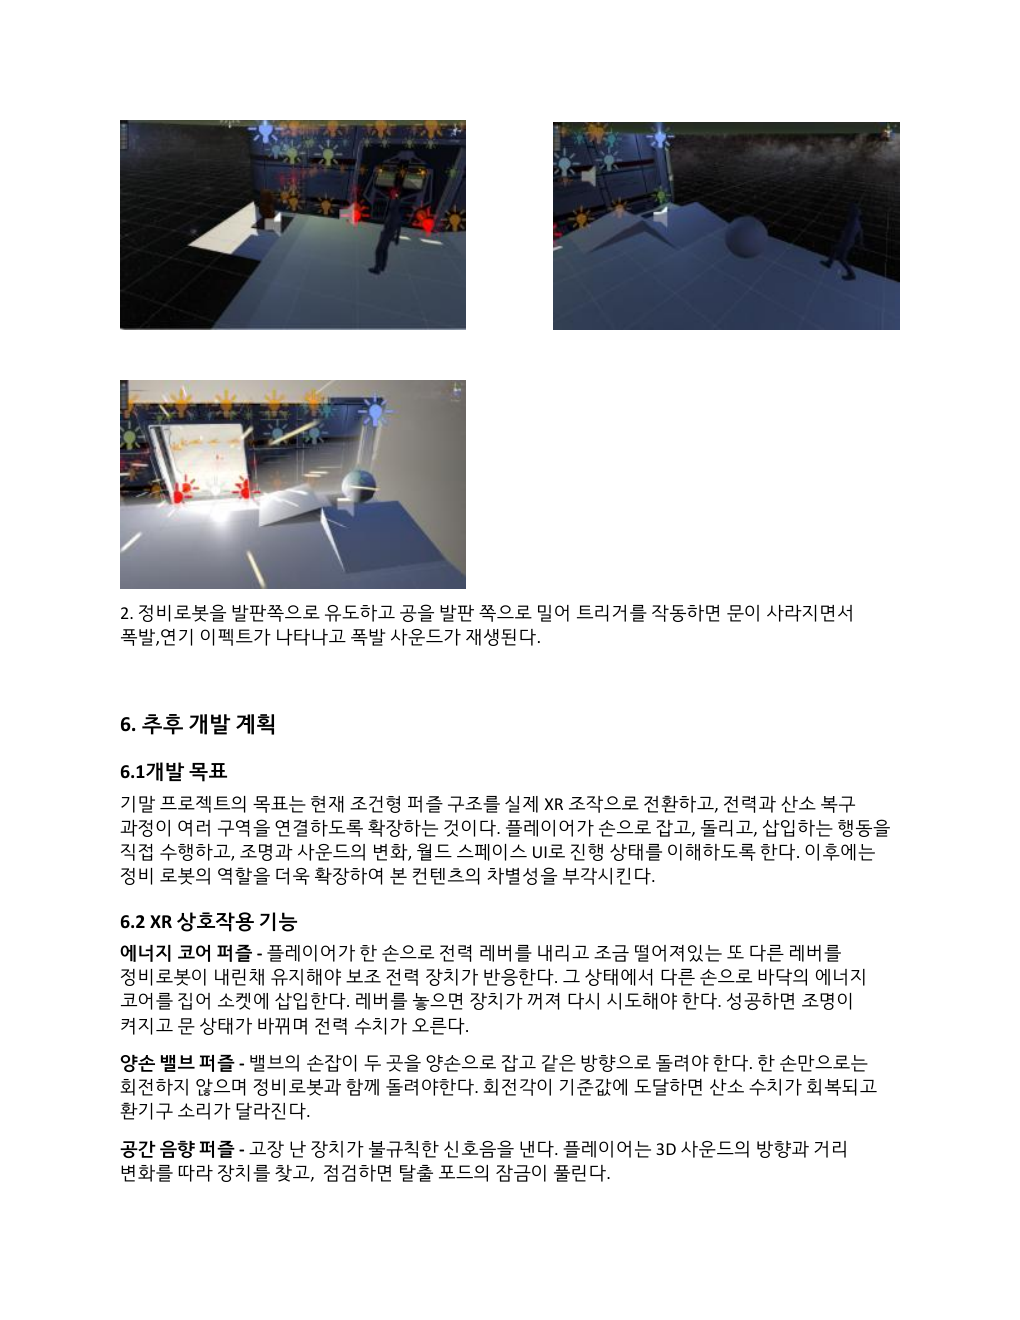 2. 정비로봇을 발판쪽으로 유도하고 공을 발판 쪽으로 밀어 트리거를 작동하면 문이 사라지면서
폭발,연기 이펙트가 나타나고 폭발 사운드가 재생된다.
6. 추후 개발 계획
6.1개발 목표
기말 프로젝트의 목표는 현재 조건형 퍼즐 구조를 실제 XR 조작으로 전환하고, 전력과 산소 복구
과정이 여러 구역을 연결하도록 확장하는 것이다. 플레이어가 손으로 잡고, 돌리고, 삽입하는 행동을
직접 수행하고, 조명과 사운드의 변화, 월드 스페이스 UI로 진행 상태를 이해하도록 한다. 이후에는
정비 로봇의 역할을 더욱 확장하여 본 컨텐츠의 차별성을 부각시킨다.
6.2 XR 상호작용 기능
에너지 코어 퍼즐 - 플레이어가 한 손으로 전력 레버를 내리고 조금 떨어져있는 또 다른 레버를
정비로봇이 내린채 유지해야 보조 전력 장치가 반응한다. 그 상태에서 다른 손으로 바닥의 에너지
코어를 집어 소켓에 삽입한다. 레버를 놓으면 장치가 꺼져 다시 시도해야 한다. 성공하면 조명이
켜지고 문 상태가 바뀌며 전력 수치가 오른다.
양손 밸브 퍼즐 - 밸브의 손잡이 두 곳을 양손으로 잡고 같은 방향으로 돌려야 한다. 한 손만으로는
회전하지 않으며 정비로봇과 함께 돌려야한다. 회전각이 기준값에 도달하면 산소 수치가 회복되고
환기구 소리가 달라진다.
공간 음향 퍼즐 - 고장 난 장치가 불규칙한 신호음을 낸다. 플레이어는 3D 사운드의 방향과 거리
변화를 따라 장치를 찾고,  점검하면 탈출 포드의 잠금이 풀린다.